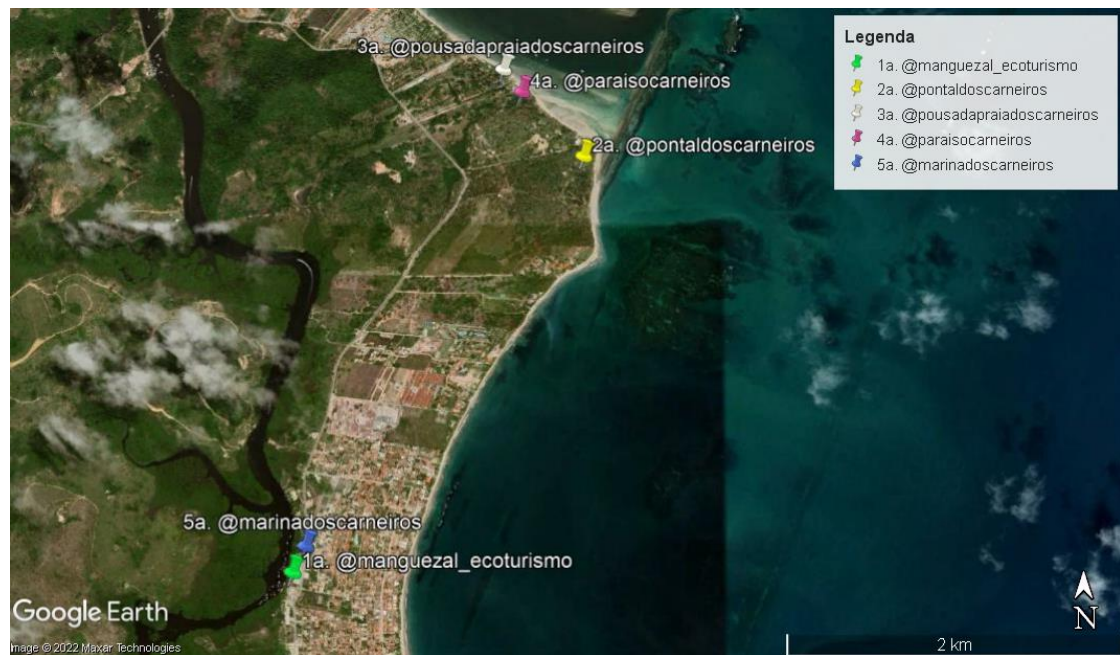 3a. @pousadapraiadoscarneiros
4a. @paraisocarneiros
2a. @pontaldoscarneiros
Legenda
1a. @manguezal_ecoturismo
2a. @pontaldoscarneiros
3a. @pousadapraiadoscarneiros
4a. @paraisocarneiros
5a. @marinadoscarneiros
5a. @marinadoscarneiros
1a. @manguezal_ecoturismo
Google Earth
Image © 2022 Maxar Technologies
N
2 km